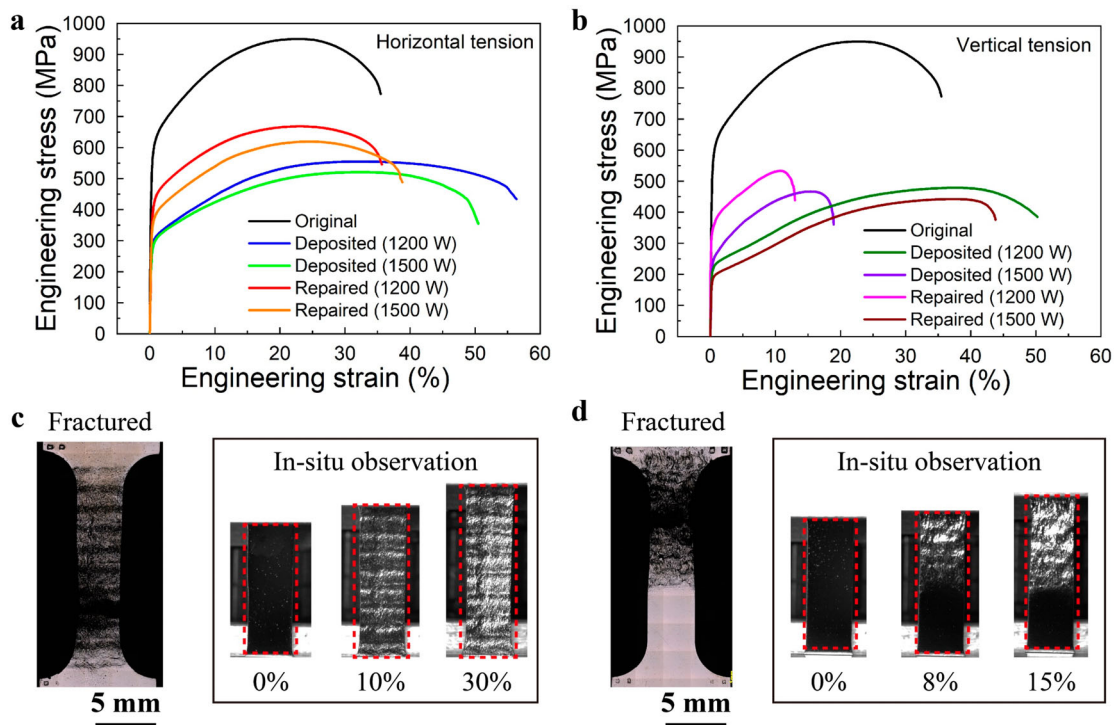 a
Horizontal tension
Engineering stress (MPa)
1000
900
800
700
600
500
400
300
200
100
0
Original
Deposited (1200 W)
Deposited (1500 W)
Repaired (1200 W)
Repaired (1500 W)
0 10 20 30 40 50 60
Engineering strain (%)
b
Vertical tension
Engineering stress (MPa)
1000
900
800
700
600
500
400
300
200
100
0
Original
Deposited (1200 W)
Deposited (1500 W)
Repaired (1200 W)
Repaired (1500 W)
0 10 20 30 40 50 60
Engineering strain (%)
c
Fractured
In-situ observation
0% 10% 30%
5 mm
d
Fractured
In-situ observation
0% 8% 15%
5 mm